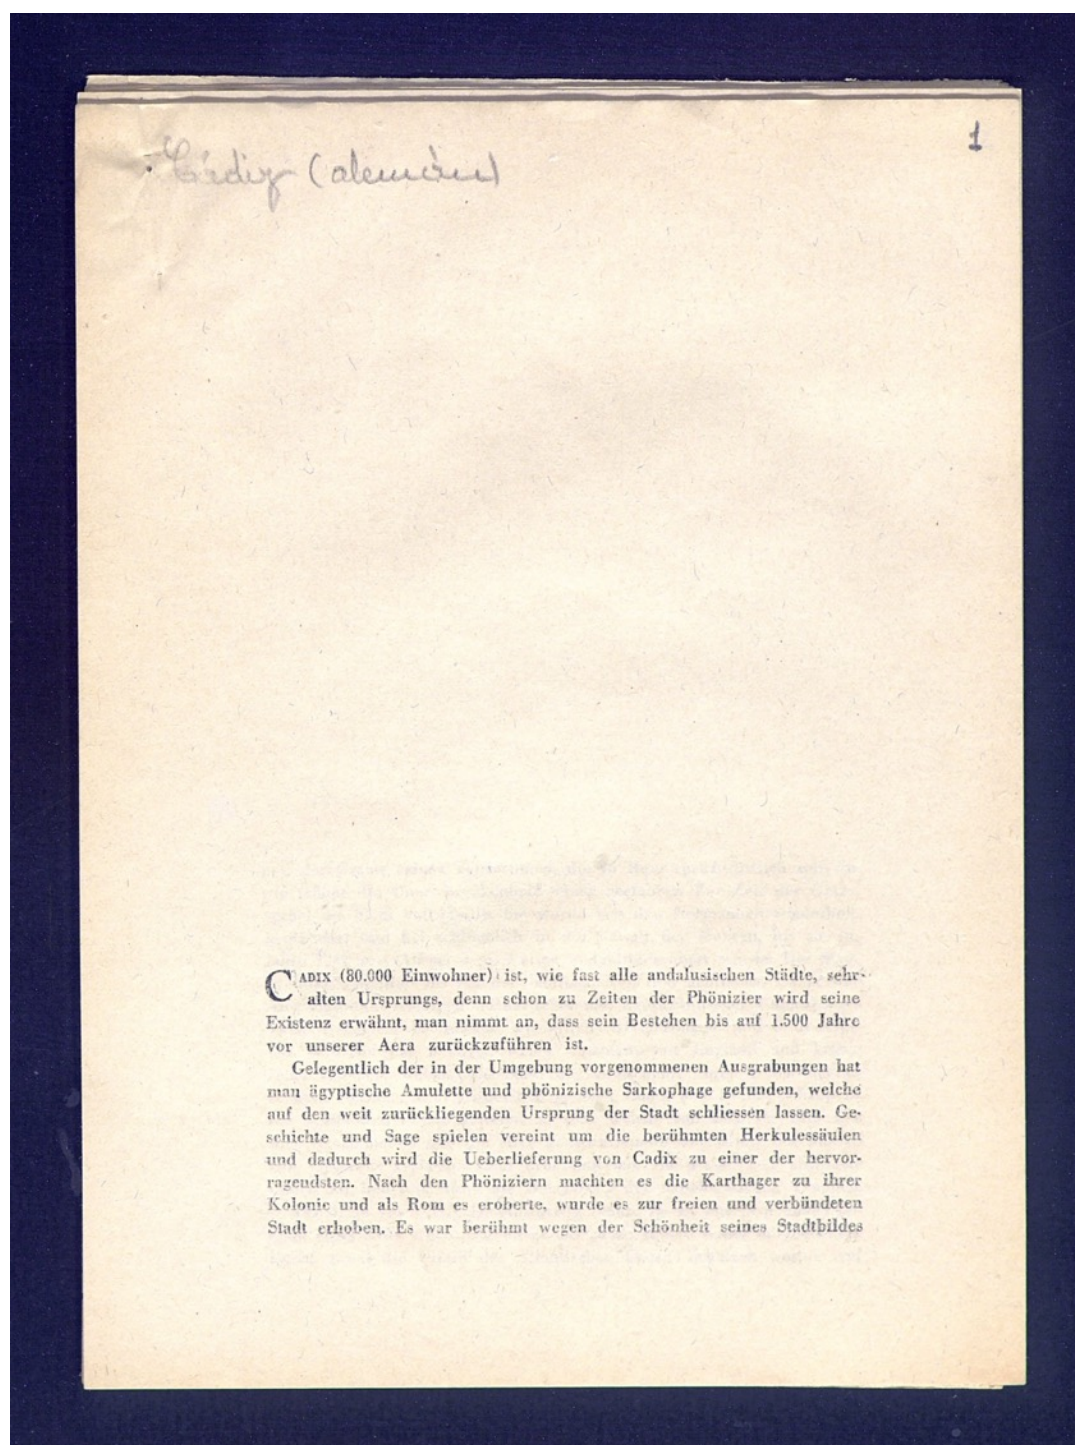 Cádiz (alemán)
1
CADIX (80.000 Einwohner) ist, wie fast alle andalusischen Städte, sehr
alten Ursprungs, denn schon zu Zeiten der Phönizier wird seine
Existenz erwähnt, man nimmt an, dass sein Bestehen bis auf 1.500 Jahre
vor unserer Aera zurückzuführen ist.
Gelegentlich der in der Umgebung vorgenommenen Ausgrabungen hat
man ägyptische Amulette und phönizische Sarkophage gefunden, welche
auf den weit zurückliegenden Ursprung der Stadt schliessen lassen. Ge-
schichte und Sage spielen vereint um die berühmten Herkulessäulen
und dadurch wird die Ueberlieferung von Cadix zu einer der hervor-
ragendsten. Nach den Phöniziern machten es die Karthager zu ihrer
Kolonie und als Rom es eroberte, wurde es zur freien und verbündeten
Stadt erhoben. Es war berühmt wegen der Schönheit seines Stadtbildes